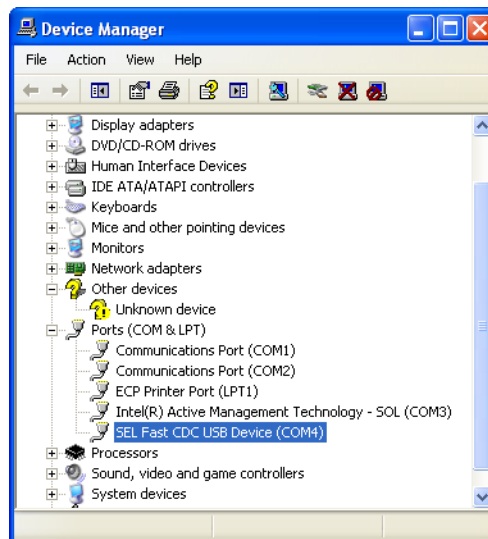 Device Manager
File Action View Help
Display adapters
DVD/CD-ROM drives
Human Interface Devices
IDE ATA/ATAPI controllers
Keyboards
Mice and other pointing devices
Monitors
Network adapters
Other devices
Unknown device
Ports (COM & LPT)
Communications Port (COM1)
Communications Port (COM2)
ECP Printer Port (LPT1)
Intel(R) Active Management Technology - SOL (COM3)
SEL Fast CDC USB Device (COM4)
Processors
Sound, video and game controllers
System devices